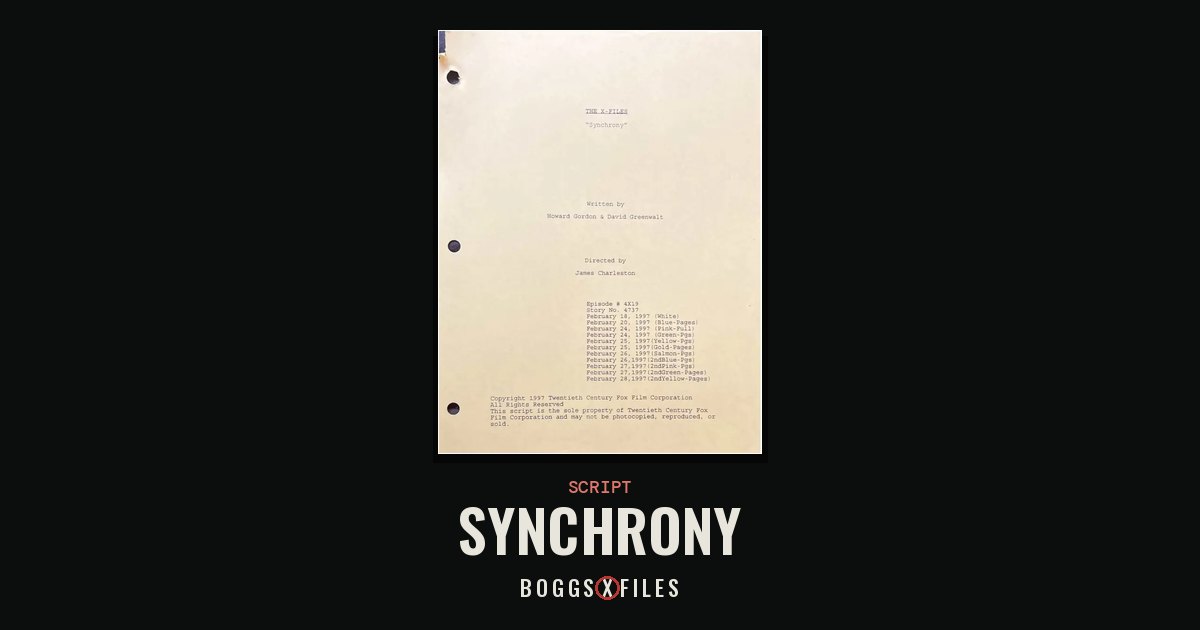 THE X-FILES
"Synchrony"
Written by
Howard Gordon & David Greenwalt
Directed by
James Charleston
Episode # 4X19
Story No. 4737
February 18, 1997 (White)
February 20, 1997 (Blue-Pages)
February 24, 1997 (Pink-Full)
February 24, 1997 (Green-Pgs)
February 25, 1997(Yellow-Pgs)
February 25, 1997(Gold-Pages)
February 26, 1997(Salmon-Pgs)
February 26,1997(2ndBlue-Pgs)
February 27,1997(2ndPink-Pgs)
February 27,1997(2ndGreen-Pages)
February 28,1997(2ndYellow-Pages)
Copyright 1997 Twentieth Century Fox Film Corporation
All Rights Reserved
This script is the sole property of Twentieth Century Fox
Film Corporation and may not be photocopied, reproduced, or
sold.
SCRIPT
SYNCHRONY
BOGGSXFILES